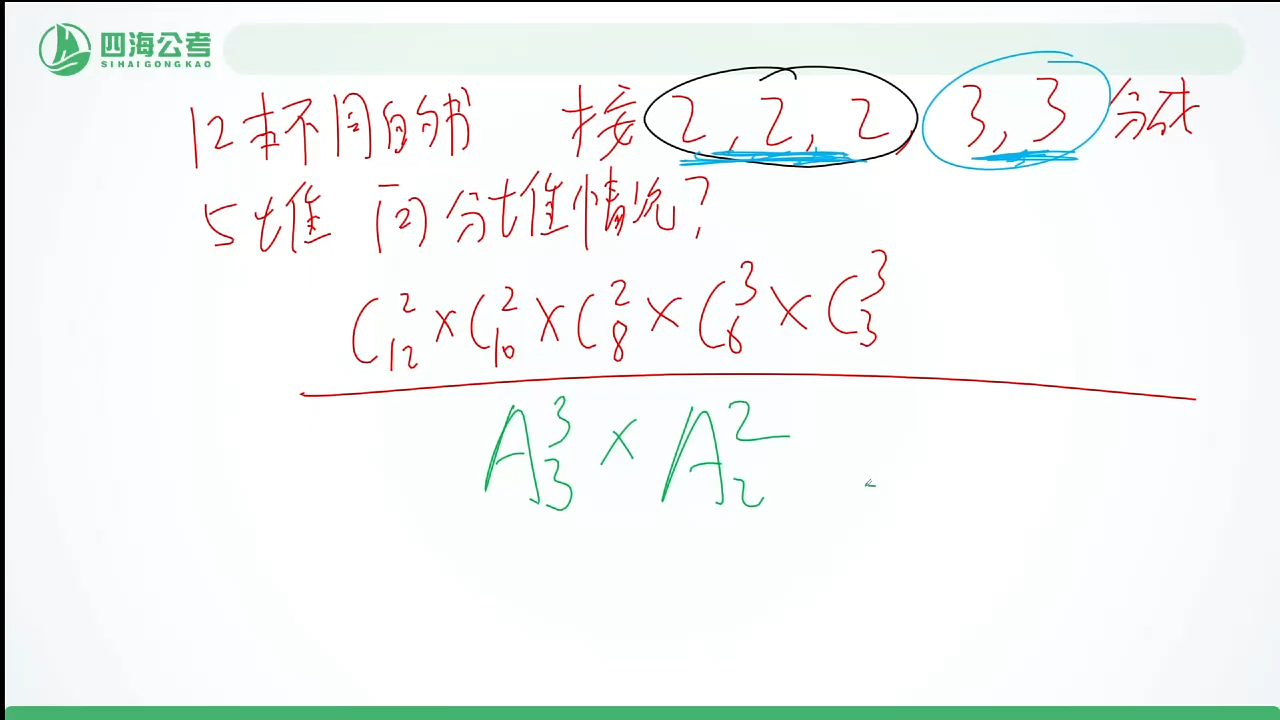 四海公考
SIHAIGONGKAO
12本不同的书 按 2,2,2,3,3 分成
5堆 问分堆情况?
C₁₂²×C₁₀²×C₈²×C₆³×C₃³
A₃³×A₂²